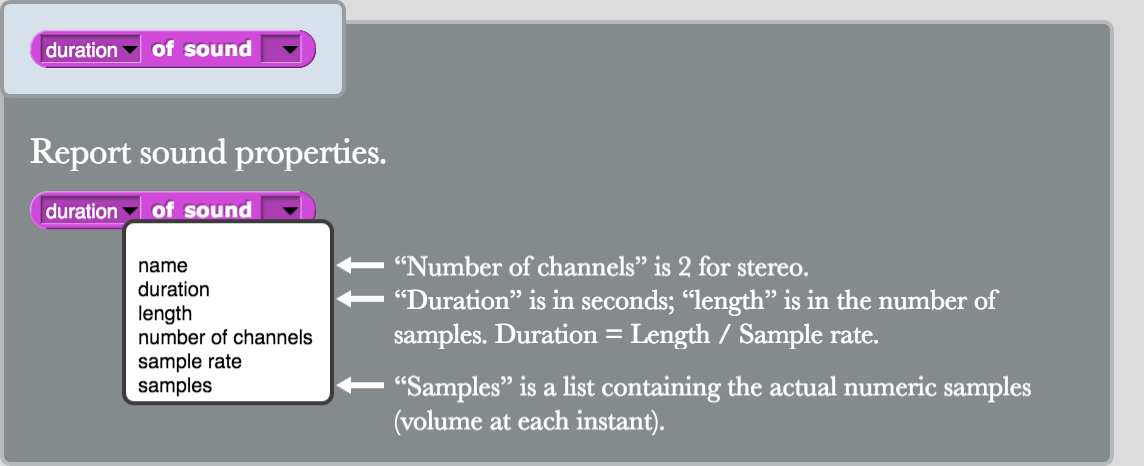 duration of sound
Report sound properties.
duration of sound
name
duration
length
number of channels
sample rate
samples
“Number of channels” is 2 for stereo.
“Duration” is in seconds; “length” is in the number of
samples. Duration = Length / Sample rate.
“Samples” is a list containing the actual numeric samples
(volume at each instant).